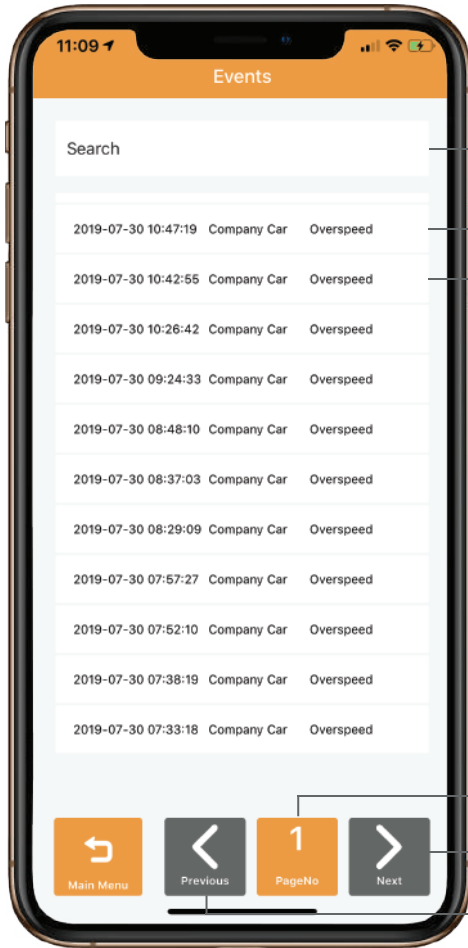 11:09
Events
Search
2019-07-30 10:47:19 Company Car Overspeed
2019-07-30 10:42:55 Company Car Overspeed
2019-07-30 10:26:42 Company Car Overspeed
2019-07-30 09:24:33 Company Car Overspeed
2019-07-30 08:48:10 Company Car Overspeed
2019-07-30 08:37:03 Company Car Overspeed
2019-07-30 08:29:09 Company Car Overspeed
2019-07-30 07:57:27 Company Car Overspeed
2019-07-30 07:52:10 Company Car Overspeed
2019-07-30 07:38:19 Company Car Overspeed
2019-07-30 07:33:18 Company Car Overspeed
1
Main Menu Previous PageNo Next